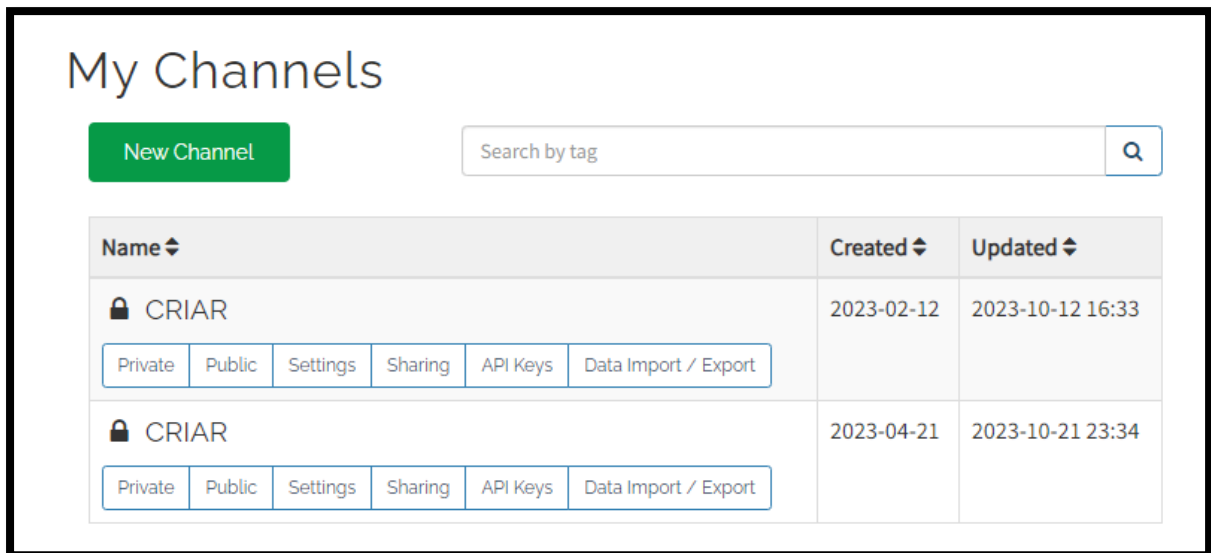 My Channels
New Channel
Search by tag
Name Created Updated
CRIAR 2023-02-12 2023-10-12 16:33
Private Public Settings Sharing API Keys Data Import / Export
CRIAR 2023-04-21 2023-10-21 23:34
Private Public Settings Sharing API Keys Data Import / Export